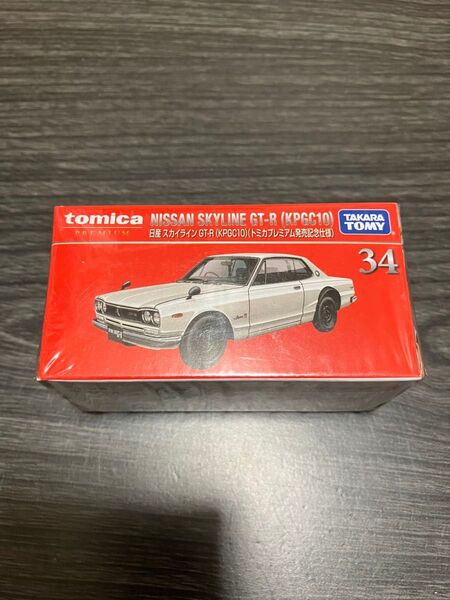 tomica NISSAN SKYLINE GT-R (KPGC10) TAKARA TOMY
PREMIUM 日産 スカイライン GT-R (KPGC10)(トミカプレミアム発売記念仕様)
34